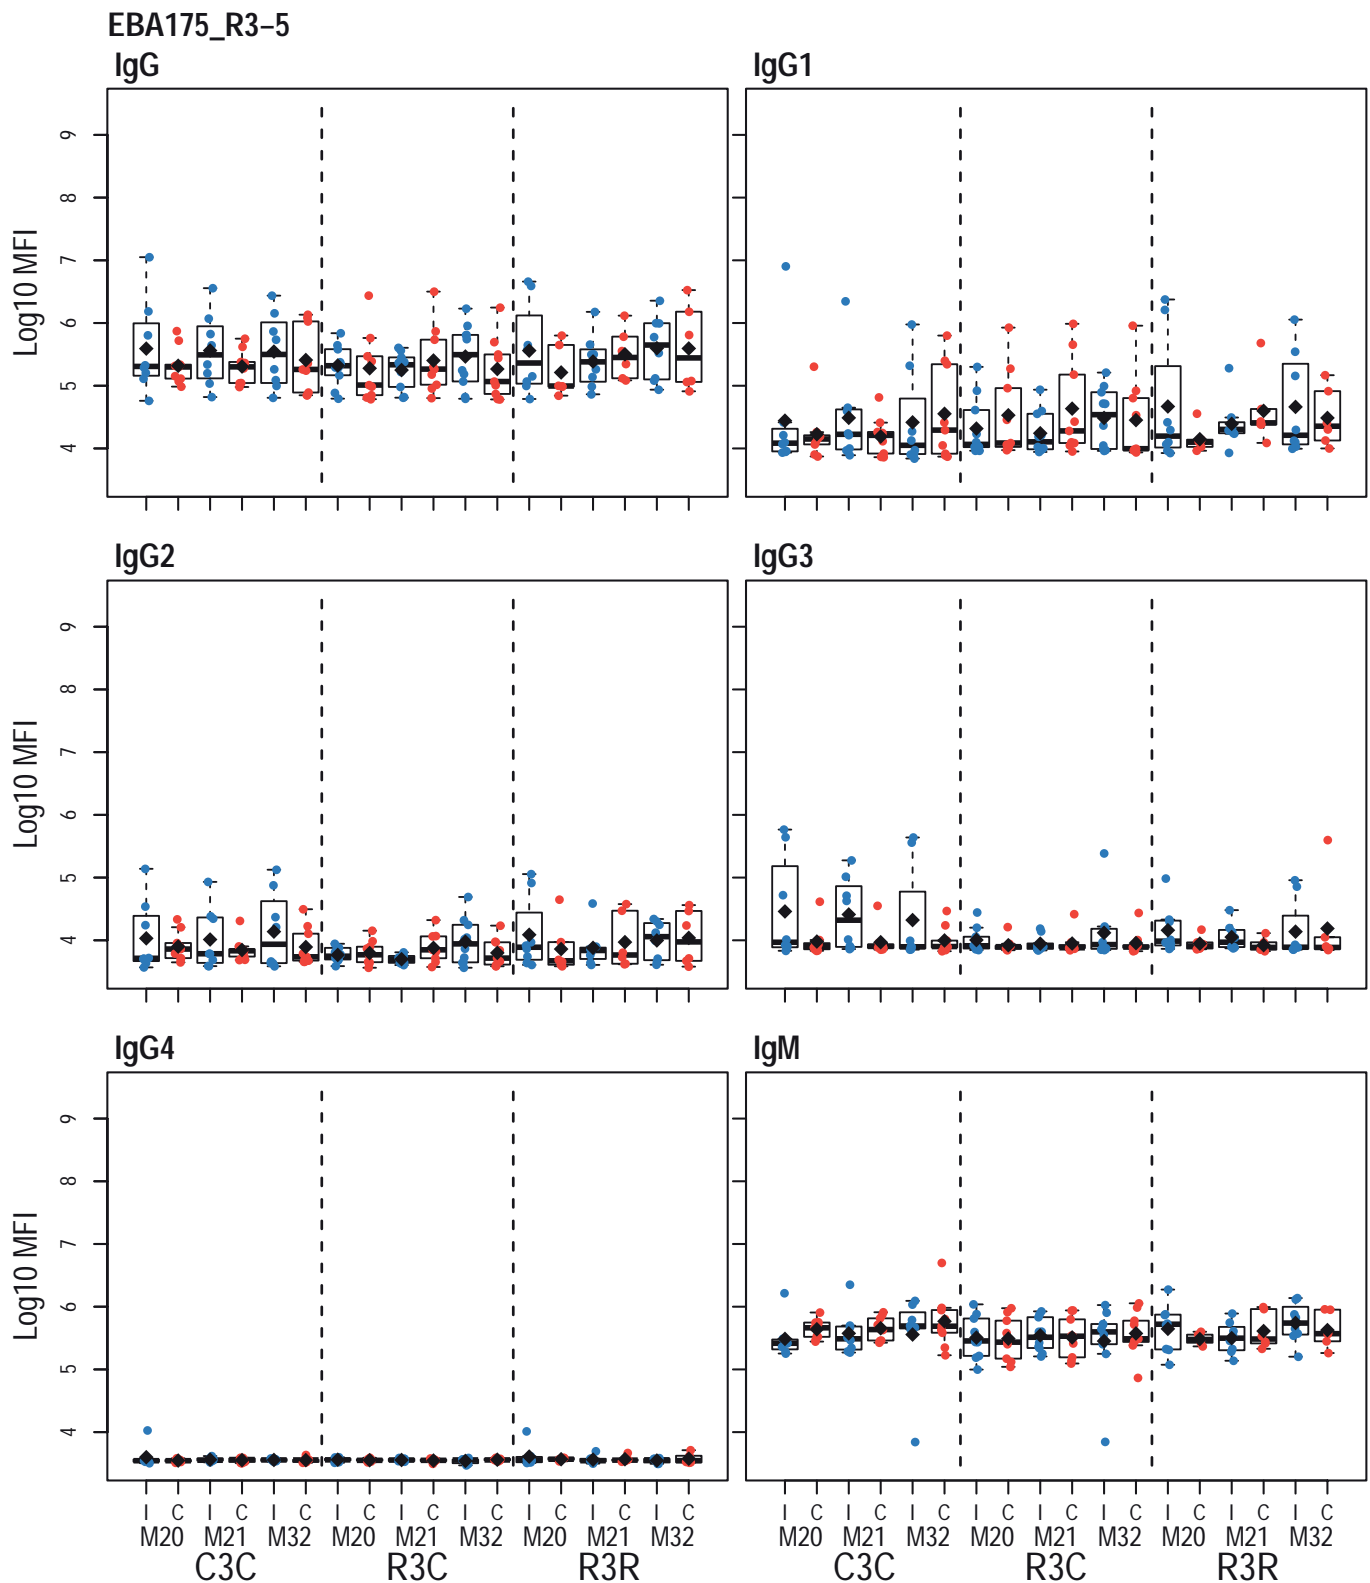 EBA175_R3–5
IgG
IgG1
Log10 MFI
9
8
7
6
5
4
IgG2
IgG3
Log10 MFI
9
8
7
6
5
4
IgG4
IgM
Log10 MFI
9
8
7
6
5
4
I C I C I C I C I C I C I C I C I C
M20 M21 M32 M20 M21 M32 M20 M21 M32
C3C R3C R3R
I C I C I C I C I C I C I C I C I C
M20 M21 M32 M20 M21 M32 M20 M21 M32
C3C R3C R3R